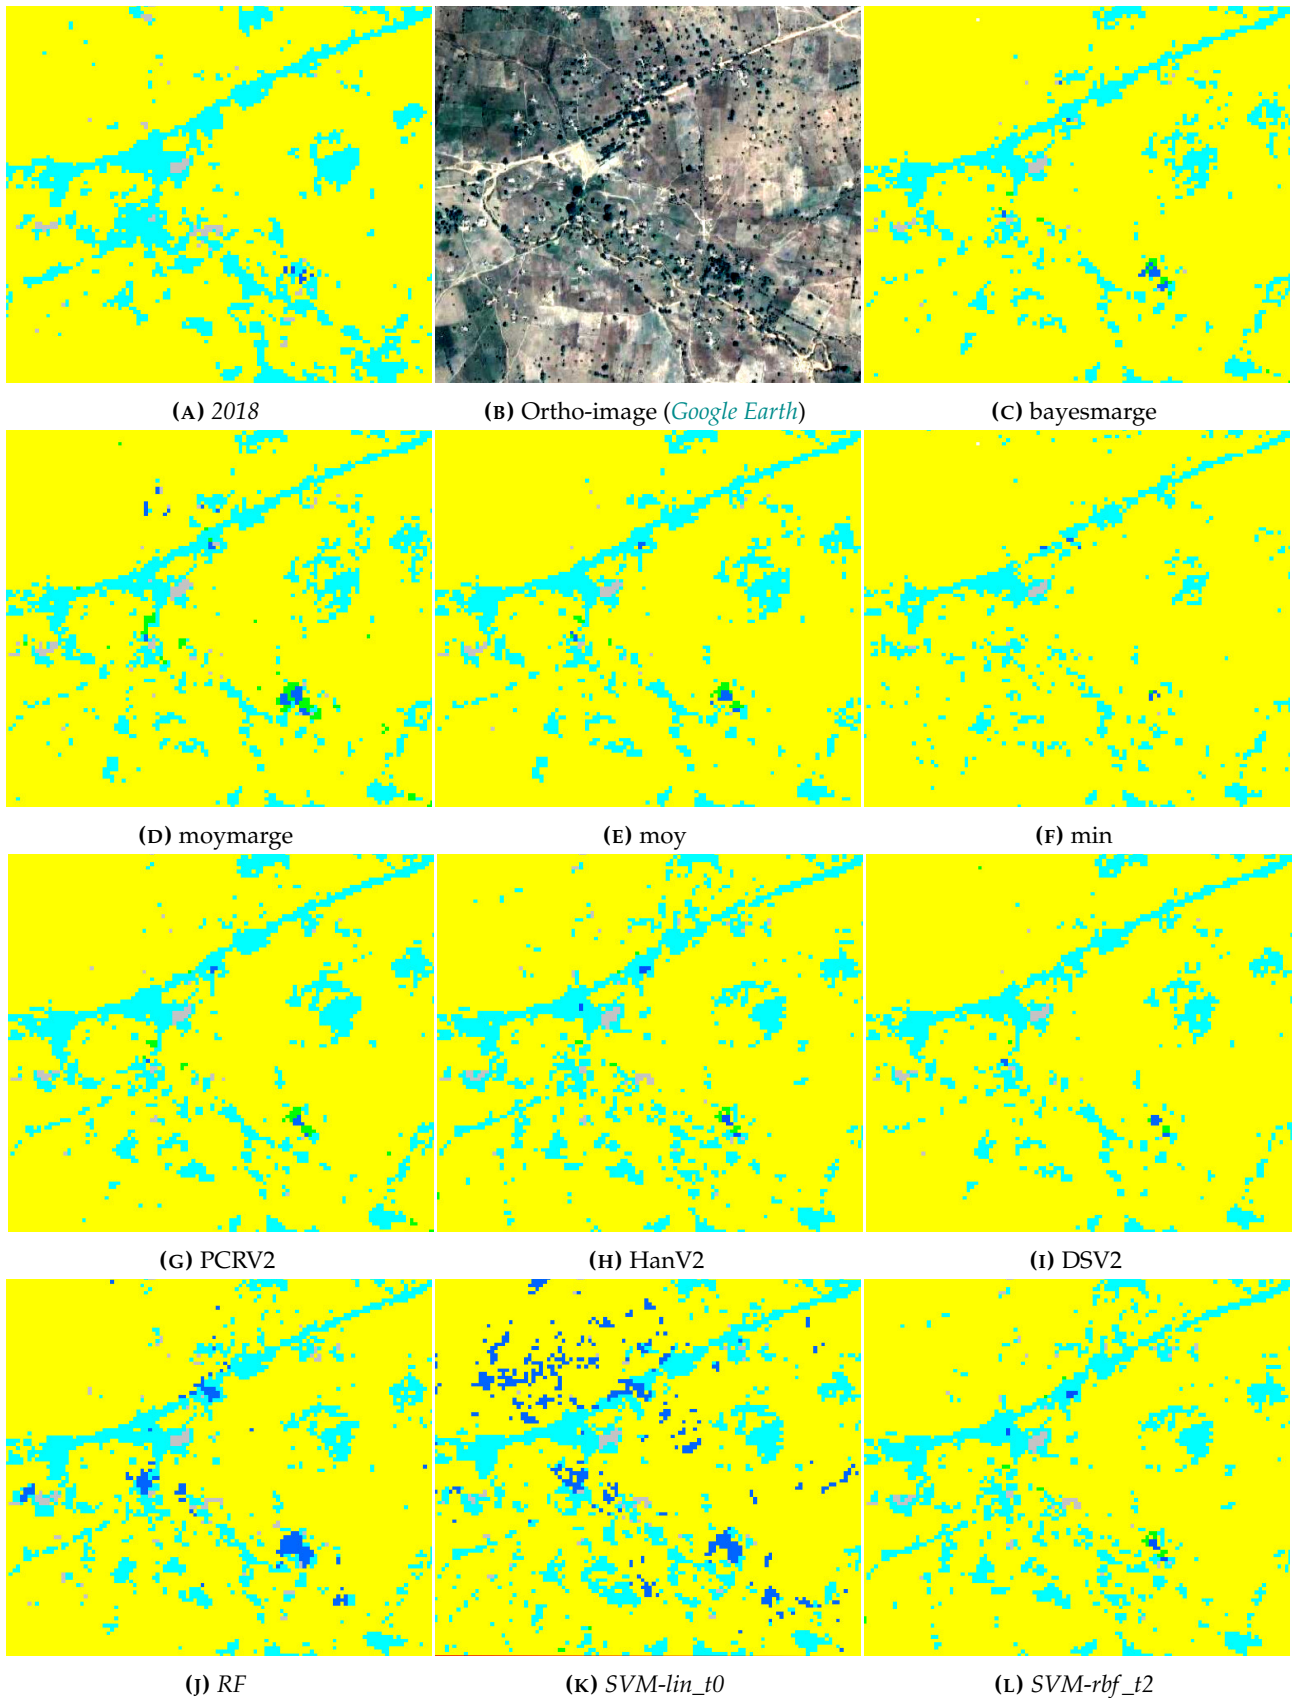 (A) 2018
(B) Ortho-image (Google Earth)
(C) bayesmarge
(D) moymarge
(E) moy
(F) min
(G) PCRV2
(H) HanV2
(I) DSV2
(J) RF
(K) SVM-lin_t0
(L) SVM-rbf_t2